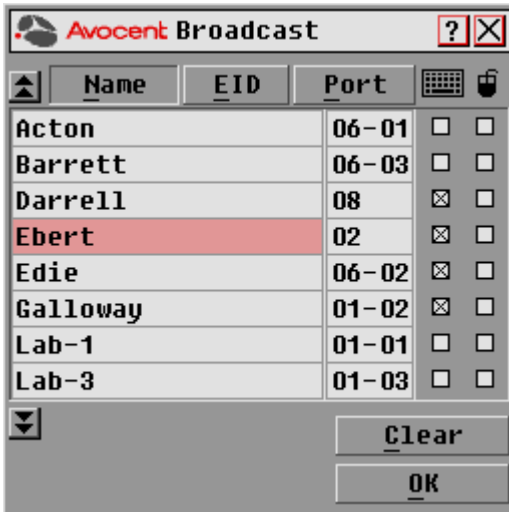 Avocent Broadcast ? X
Name EID Port
Acton 06-01
Barrett 06-03
Darrell 08
Ebert 02
Edie 06-02
Galloway 01-02
Lab-1 01-01
Lab-3 01-03
Clear
OK